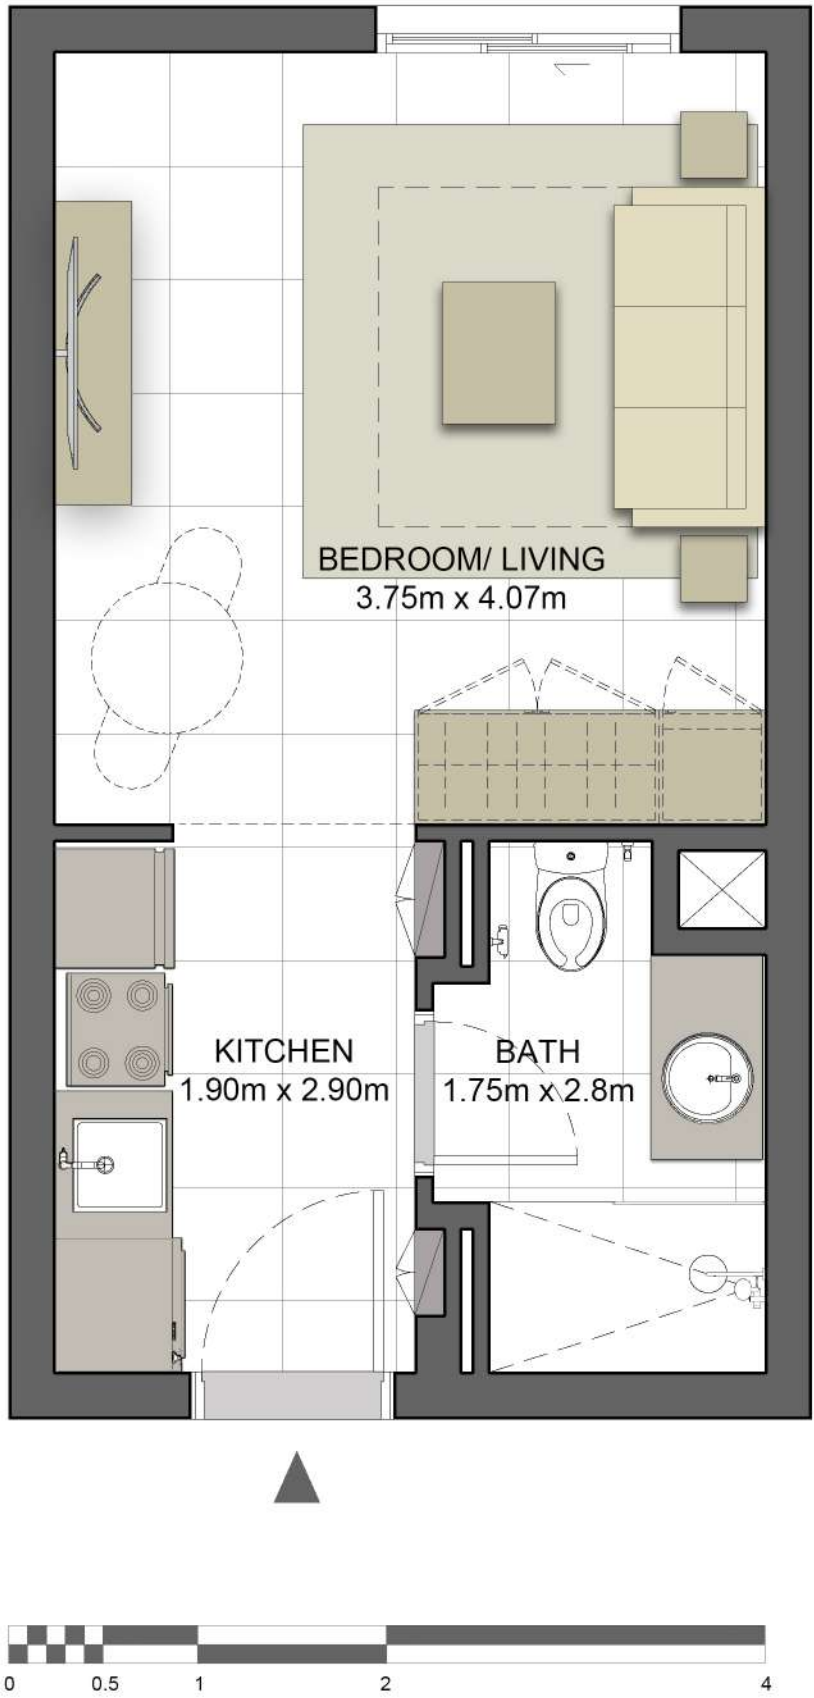 BEDROOM/ LIVING
3.75m x 4.07m
KITCHEN
1.90m x 2.90m
BATH
1.75m x 2.8m
0 0.5 1 2 4